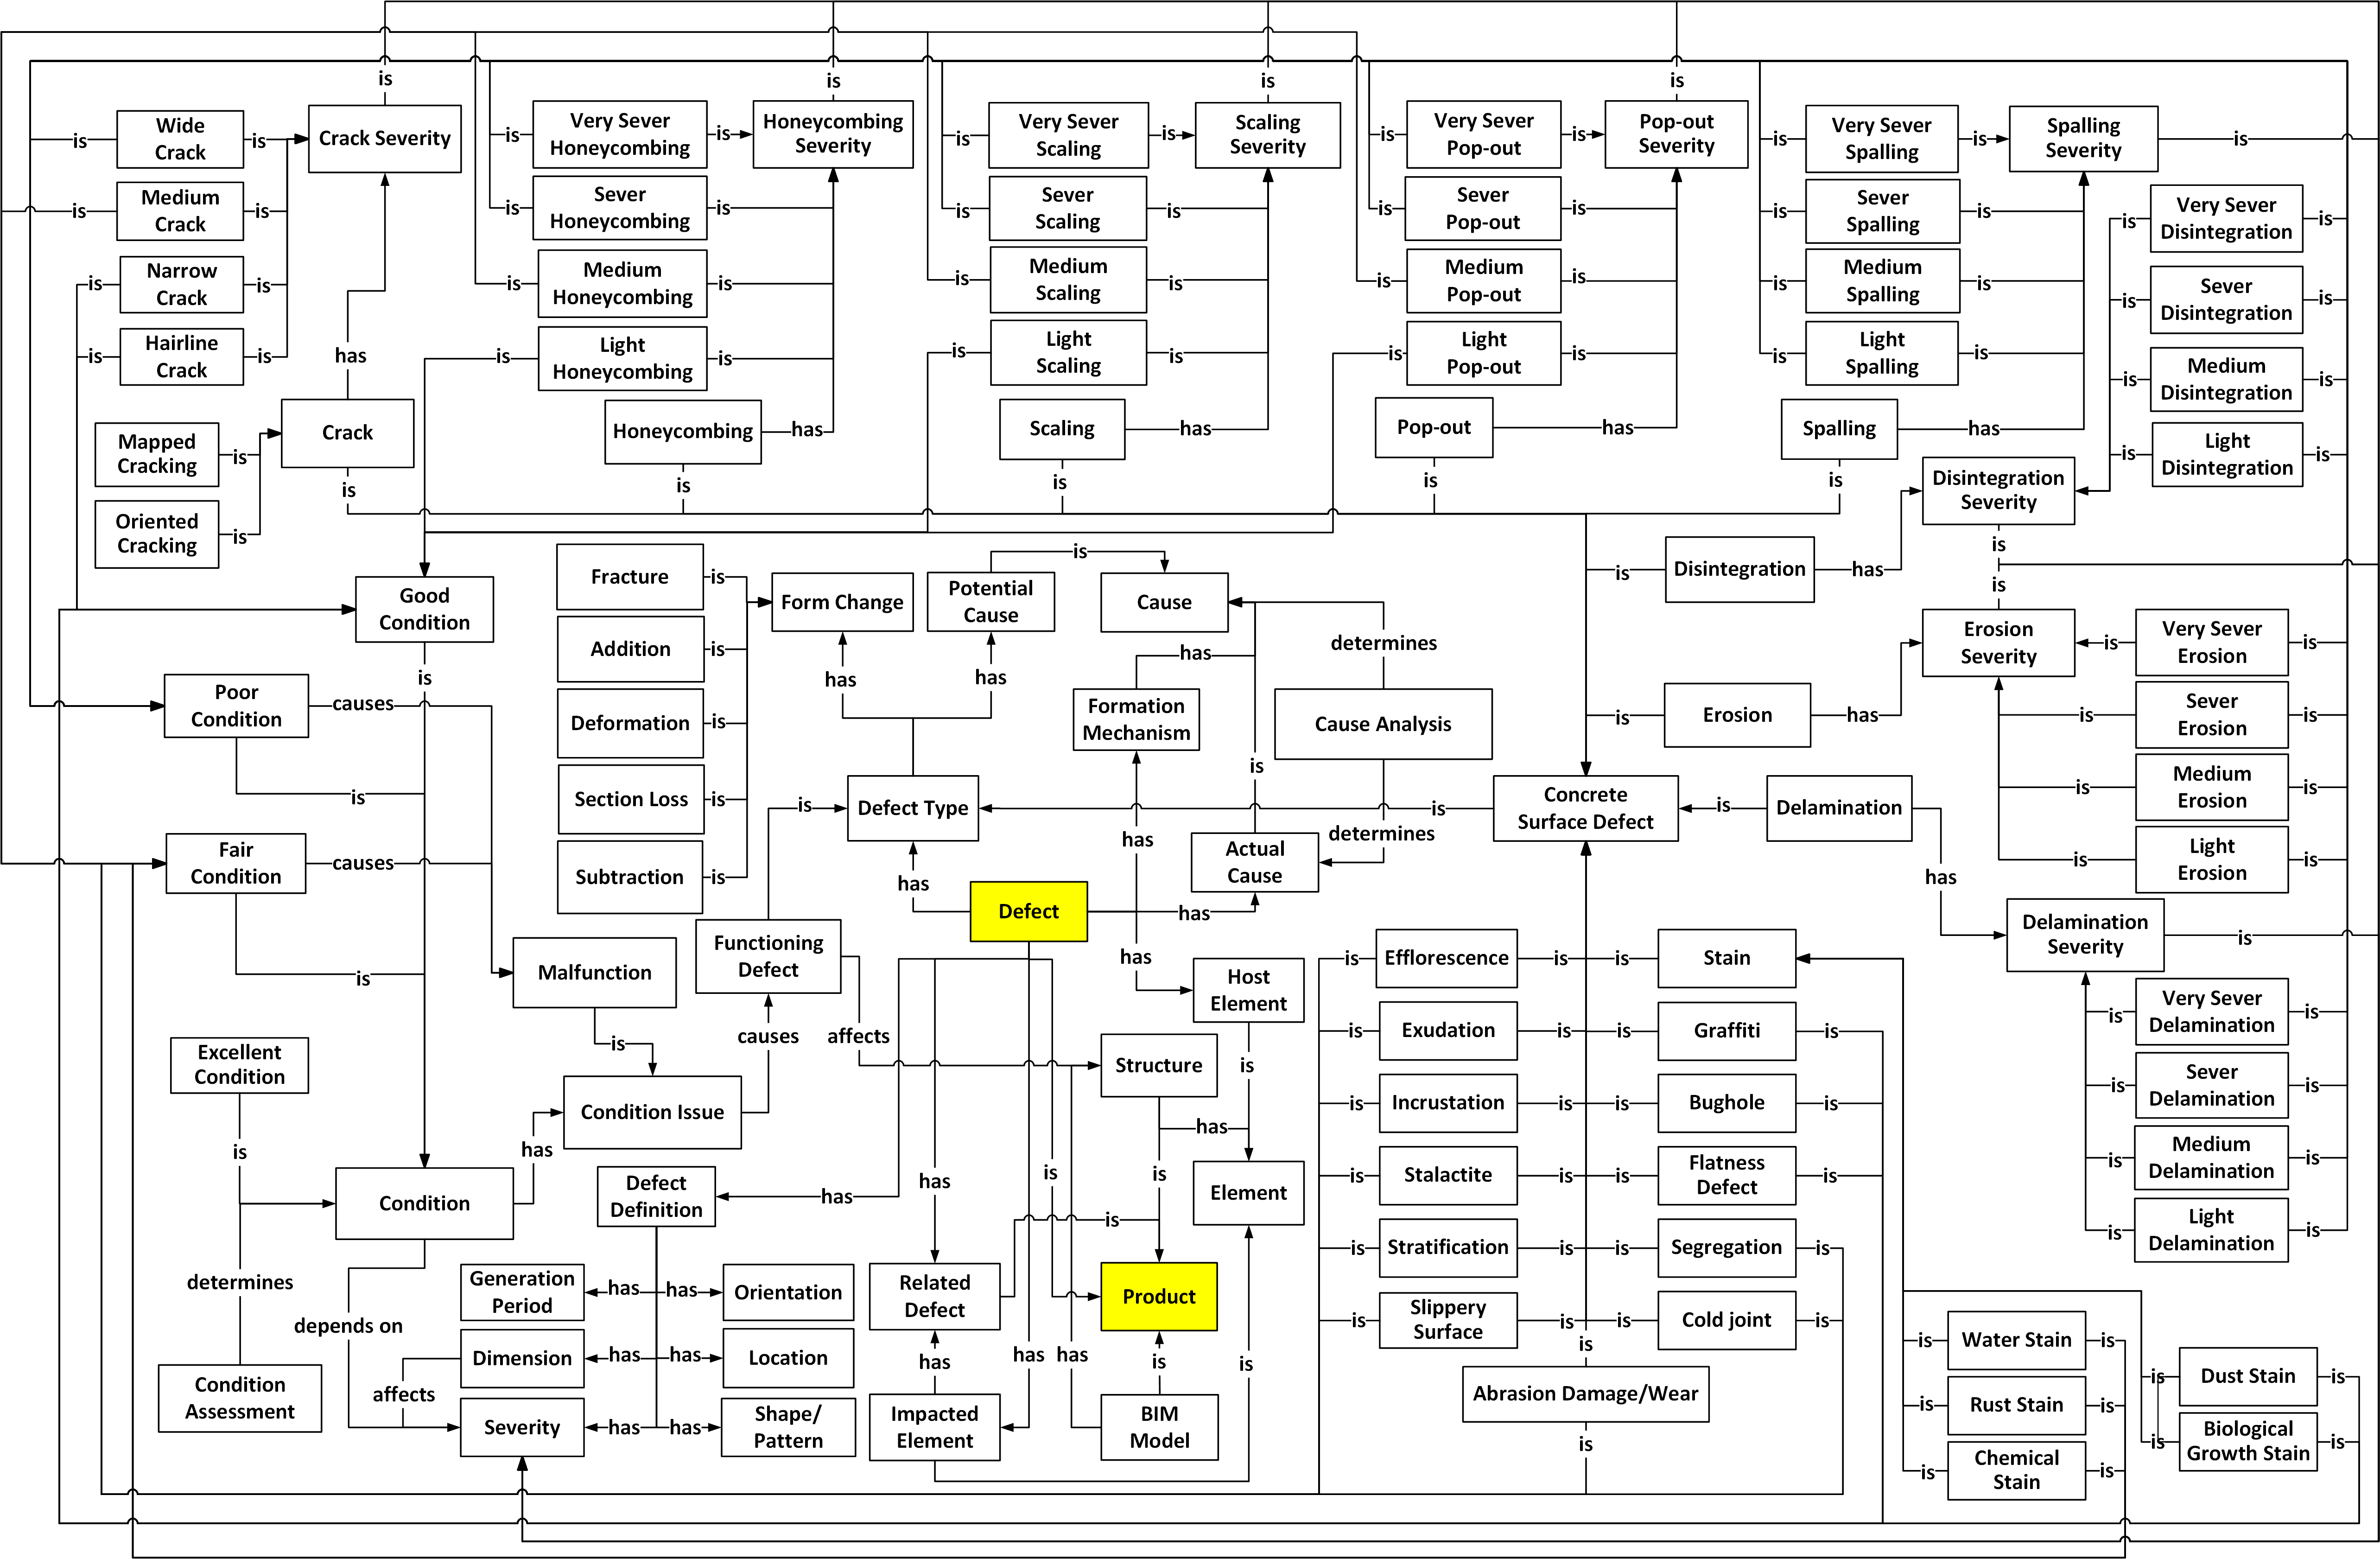 is
is
is
is
is
Wide
Crack
is
is
Crack Severity
Medium
Crack
is
is
Narrow
Crack
is
is
Hairline
Crack
is
is
has
Crack
is
Mapped
Cracking
is
Oriented
Cracking
is
Very Sever
Honeycombing
is
is
Honeycombing
Severity
Sever
Honeycombing
is
is
Medium
Honeycombing
is
is
Light
Honeycombing
is
is
Honeycombing
has
is
Very Sever
Scaling
is
is
Scaling
Severity
Sever
Scaling
is
is
Medium
Scaling
is
is
Light
Scaling
is
is
Scaling
has
is
Very Sever
Pop-out
is
is
Pop-out
Severity
Sever
Pop-out
is
is
Medium
Pop-out
is
is
Light
Pop-out
is
is
Pop-out
has
is
Very Sever
Spalling
is
is
Spalling
Severity
is
Sever
Spalling
is
is
Medium
Spalling
is
is
Light
Spalling
is
Spalling
has
is
is
Very Sever
Disintegration
is
is
Sever
Disintegration
is
is
Medium
Disintegration
is
is
Light
Disintegration
is
Disintegration
Severity
is
is
Disintegration
has
is
Erosion
Severity
is
Very Sever
Erosion
is
is
Erosion
has
is
Sever
Erosion
is
is
Medium
Erosion
is
is
Light
Erosion
is
Good
Condition
is
Poor
Condition
causes
is
Fair
Condition
causes
is
Fracture
is
Addition
is
Deformation
is
Section Loss
is
Subtraction
is
Form Change
has
Potential
Cause
is
has
Cause
has
determines
Formation
Mechanism
Cause Analysis
is
Defect Type
is
is
has
has
determines
Actual
Cause
Concrete
Surface Defect
is
Delamination
has
Defect
has
has
Malfunction
is
Functioning
Defect
affects
causes
Host
Element
is
Structure
has
is
Element
is
Excellent
Condition
is
Condition Issue
has
Condition
determines
depends on
Condition
Assessment
Defect
Definition
has
has
is
is
Generation
Period
has
has
Orientation
Dimension
has
has
Location
affects
Severity
has
has
Shape/
Pattern
Related
Defect
Product
has
has
has
is
Impacted
Element
BIM
Model
is
Efflorescence
is
is
Stain
is
Exudation
is
is
Graffiti
is
is
Incrustation
is
is
Bughole
is
is
Stalactite
is
is
Flatness
Defect
is
is
Stratification
is
is
Segregation
is
is
Slippery
Surface
is
is
Cold joint
is
is
Abrasion Damage/Wear
is
Delamination
Severity
is
is
Very Sever
Delamination
is
is
Sever
Delamination
is
is
Medium
Delamination
is
is
Light
Delamination
is
is
Water Stain
is
is
Rust Stain
is
is
Chemical
Stain
is
is
Dust Stain
is
is
Biological
Growth Stain
is